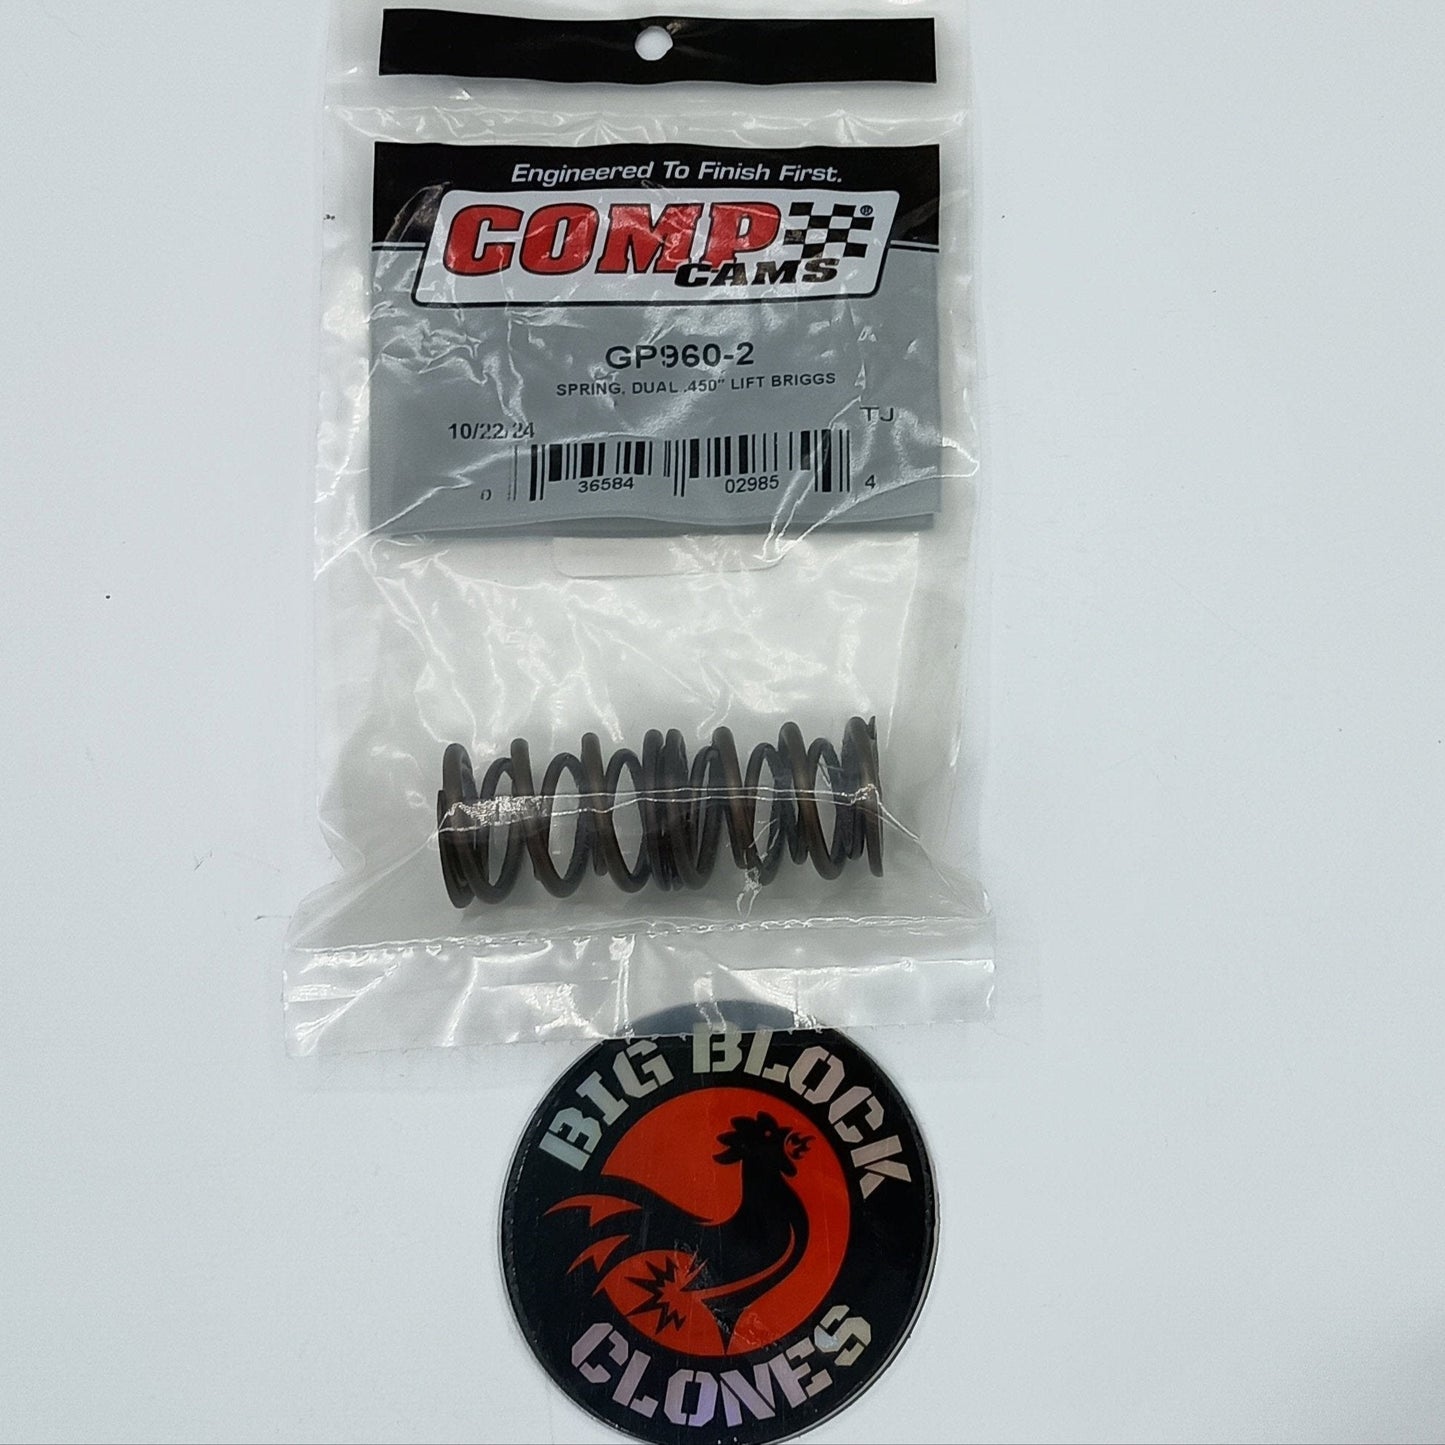 Engineered To Finish First.
COMP
CAMS
GP960-2
SPRING, DUAL .450" LIFT BRIGGS
TJ
10/22/24
0 36584 02985 4
BIG BLOCK
CLONES